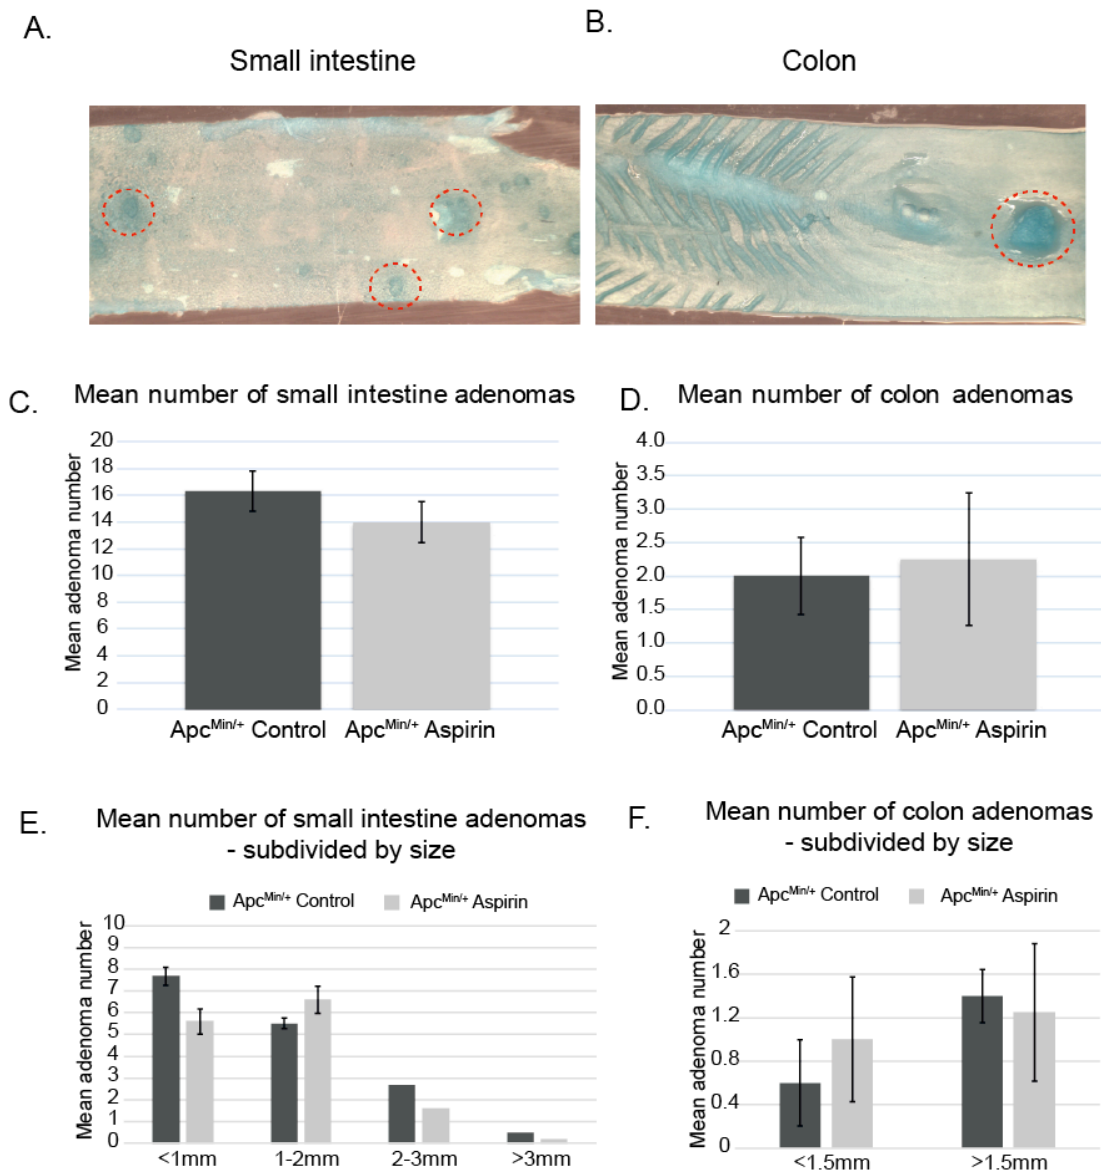 A.
Small intestine
B.
Colon
C.
Mean number of small intestine adenomas
Mean adenoma number
20
18
16
14
12
10
8
6
4
2
0
Apc^Min/+ Control
Apc^Min/+ Aspirin
D.
Mean number of colon adenomas
Mean adenoma number
4.0
3.5
3.0
2.5
2.0
1.5
1.0
0.5
0.0
Apc^Min/+ Control
Apc^Min/+ Aspirin
E.
Mean number of small intestine adenomas
- subdivided by size
Apc^Min/+ Control
Apc^Min/+ Aspirin
Mean adenoma number
10
9
8
7
6
5
4
3
2
1
0
<1mm
1-2mm
2-3mm
>3mm
F.
Mean number of colon adenomas
- subdivided by size
Apc^Min/+ Control
Apc^Min/+ Aspirin
Mean adenoma number
2
1.6
1.2
0.8
0.4
0
<1.5mm
>1.5mm